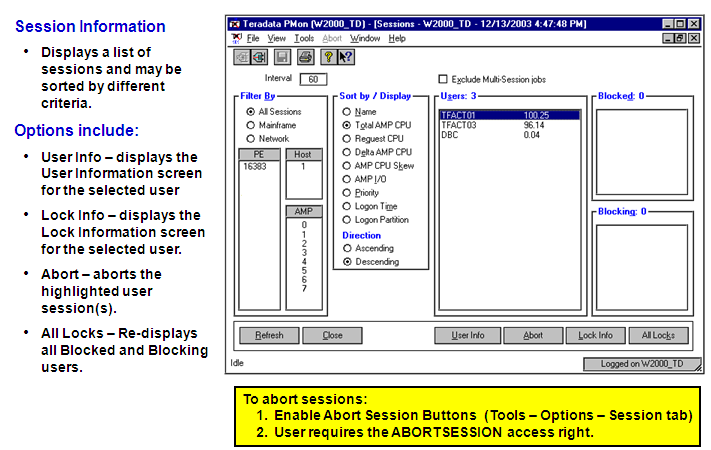 Session Information
• Displays a list of
sessions and may be
sorted by different
criteria.
Options include:
• User Info – displays the
User Information screen
for the selected user
• Lock Info – displays the
Lock Information screen
for the selected user.
• Abort – aborts the
highlighted user
session(s).
• All Locks – Re-displays
all Blocked and Blocking
users.
Teradata PMon [W2000_TD] - [Sessions - W2000_TD - 12/13/2003 4:47:48 PM]
File View Tools Abort Window Help
Interval 60
Exclude Multi-Session jobs
Filter By
All Sessions
Mainframe
Network
PE Host
16383 1
AMP
0
1
2
3
4
5
6
7
Sort by / Display
Name
Total AMP CPU
Request CPU
Delta AMP CPU
AMP CPU Skew
AMP I/O
Priority
Logon Time
Logon Partition
Direction
Ascending
Descending
Users: 3
TFACT01 100.25
TFACT03 96.14
DBC 0.04
Blocked: 0
Blocking: 0
Refresh Close User Info Abort Lock Info All Locks
Idle Logged on W2000_TD
To abort sessions:
1. Enable Abort Session Buttons (Tools – Options – Session tab)
2. User requires the ABORTSESSION access right.